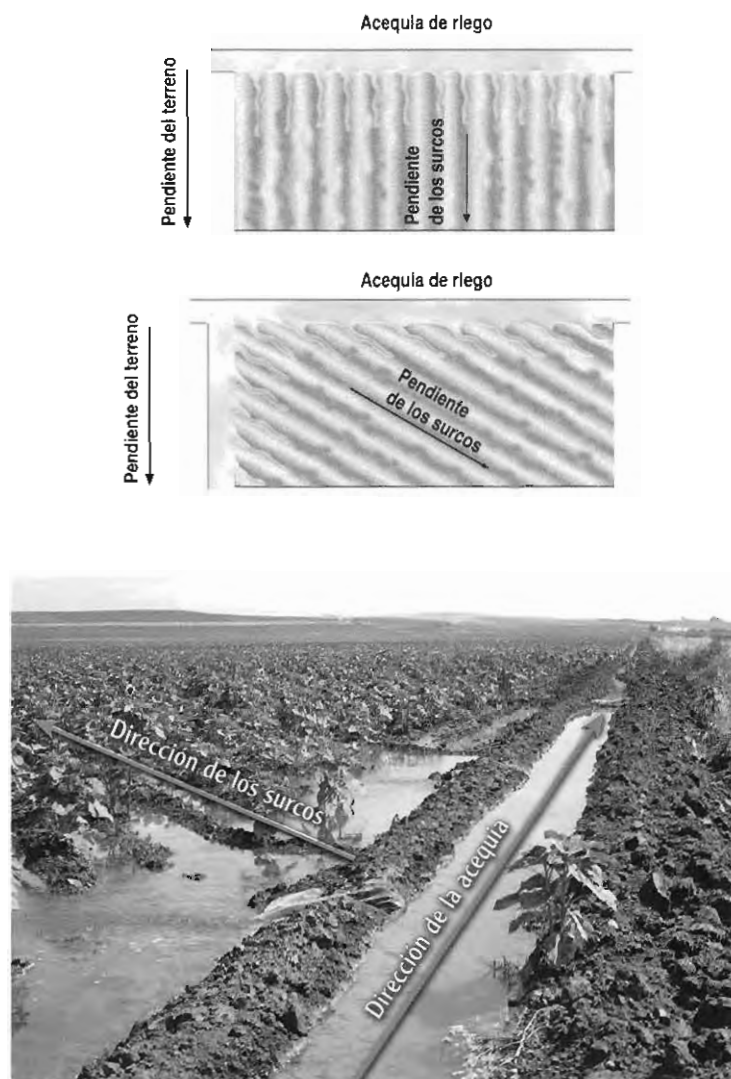 Acequia de riego
Pendiente del terreno
Pendiente
de los surcos
Acequia de riego
Pendiente del terreno
Pendiente
de los surcos
Dirección de los surcos
Dirección de la acequia